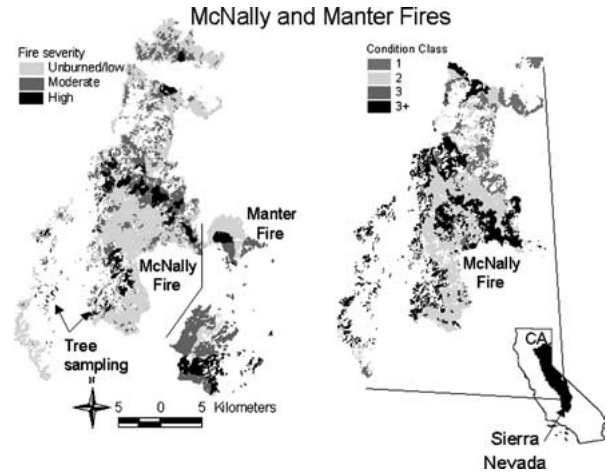 McNally and Manter Fires
Fire severity
Unburned/low
Moderate
High
Manter
Fire
McNally
Fire
Tree
sampling
N
5 0 5 Kilometers
Condition Class
1
2
3
3+
McNally
Fire
CA
Sierra
Nevada